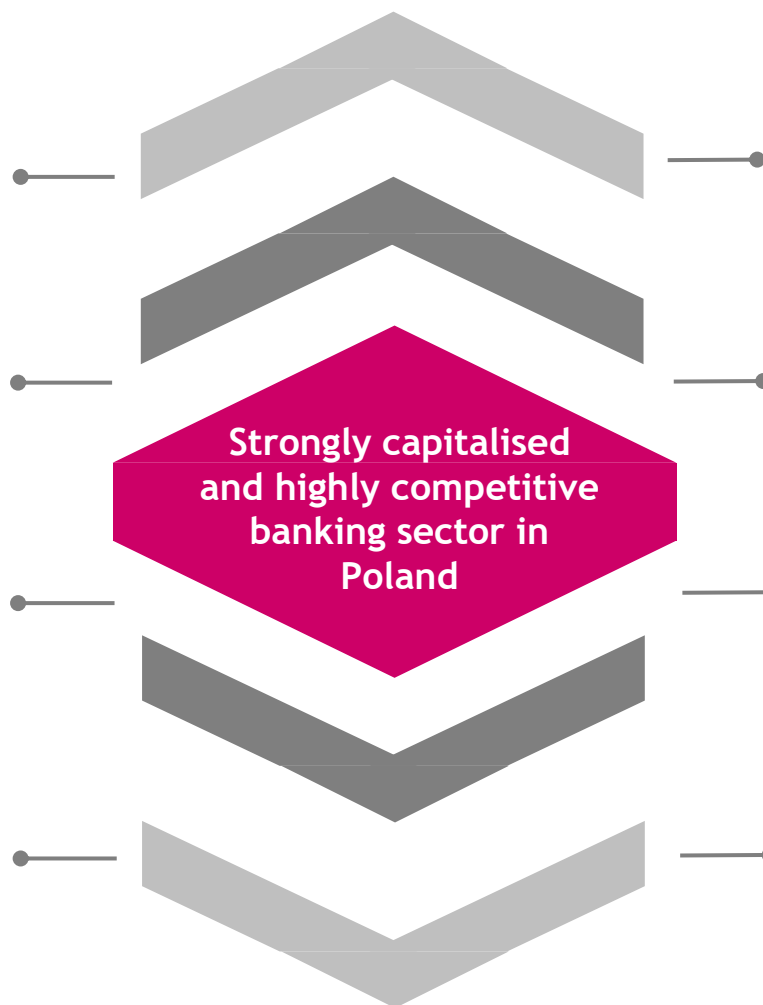 Strongly capitalised
and highly competitive
banking sector in
Poland